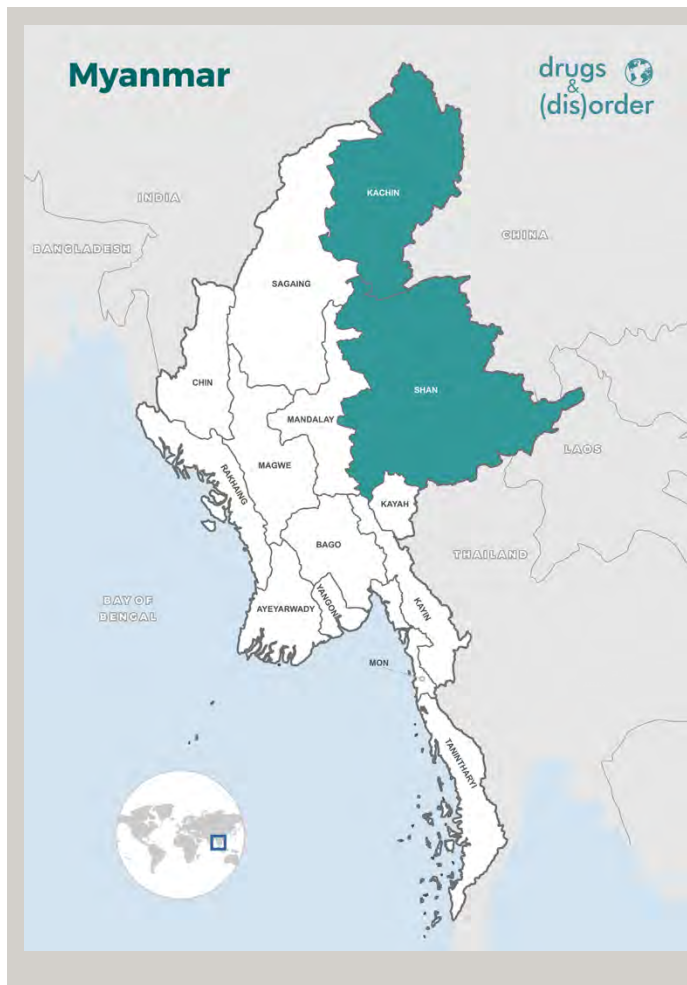 Myanmar
drugs
&
(dis)order
INDIA
BANGLADESH
CHINA
KACHIN
SAGAING
CHIN
SHAN
MANDALAY
MAGWE
RAKHAING
LAOS
KAYAH
BAGO
THAILAND
BAY OF
BENGAL
AYEYARWADY
YANGON
KAYIN
MON
TANINTHARYI